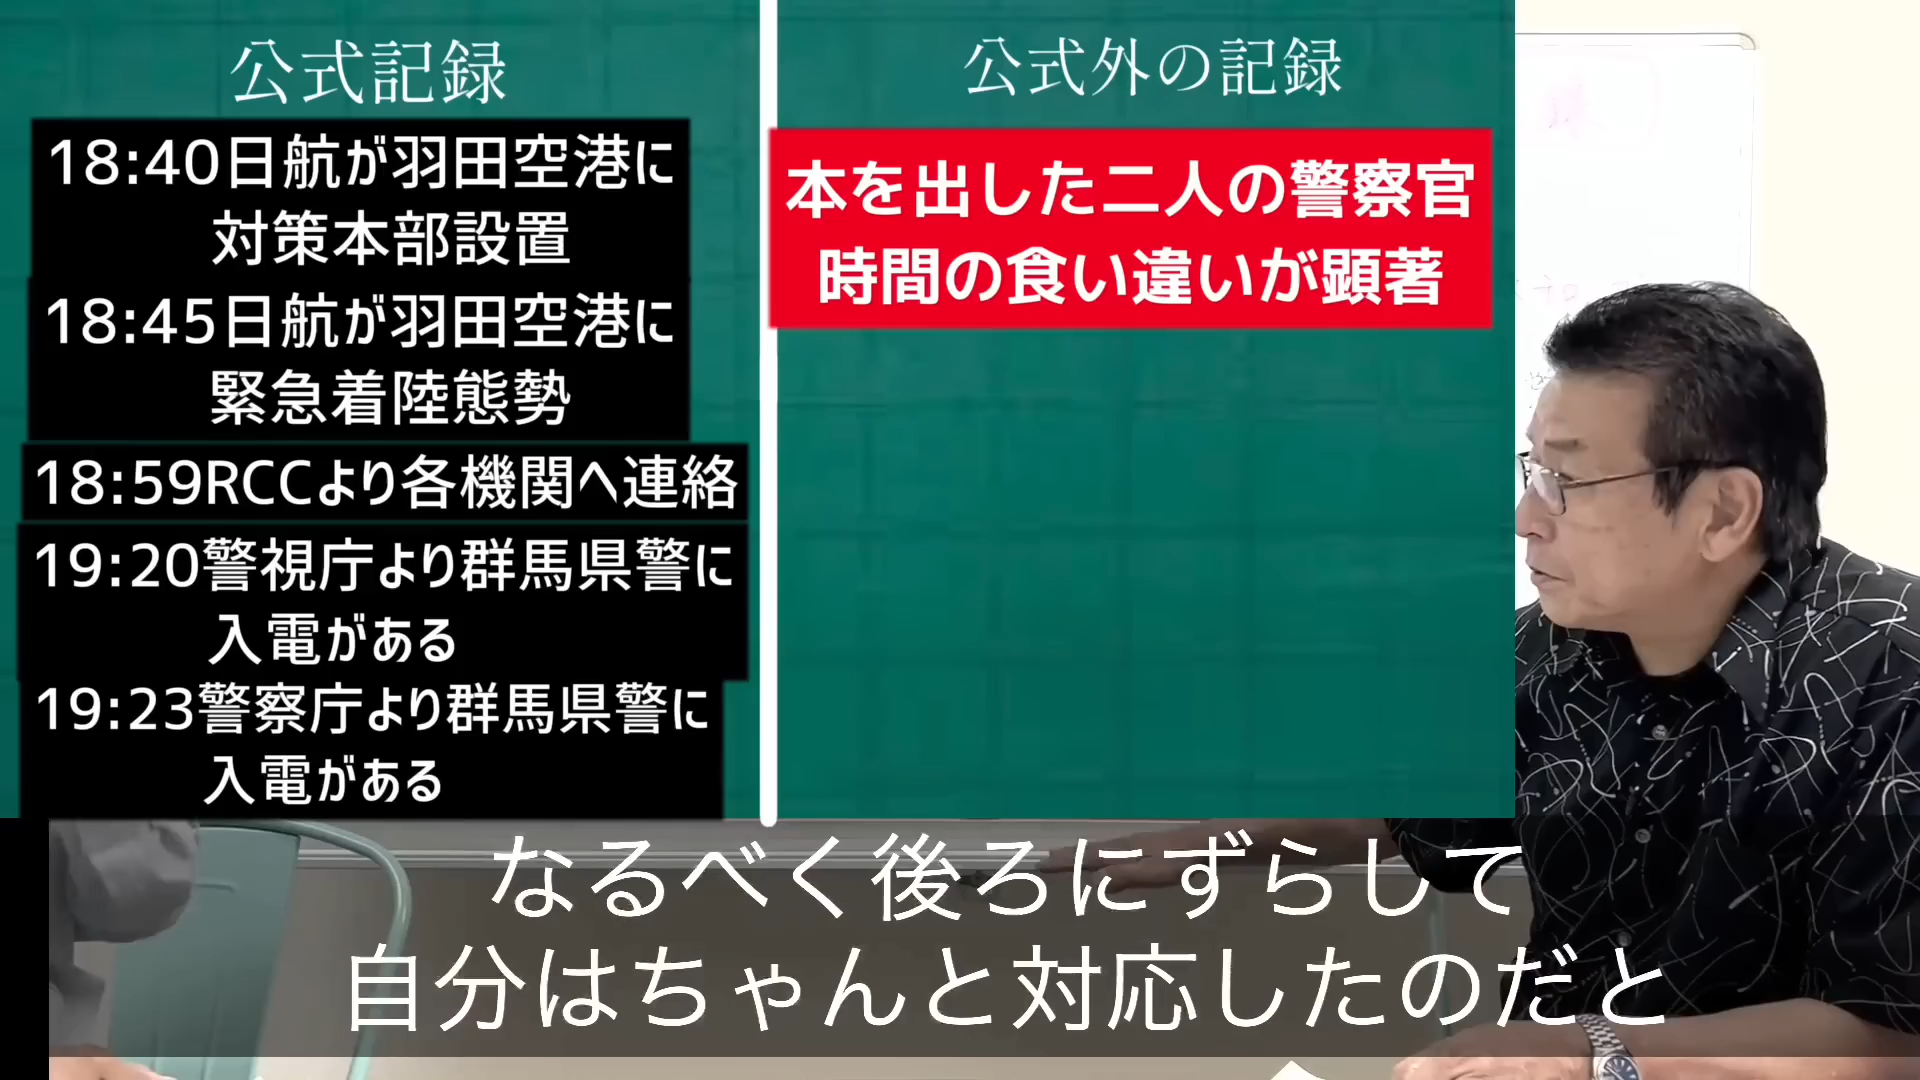 公式記録
18:40日航が羽田空港に
対策本部設置
18:45日航が羽田空港に
緊急着陸態勢
18:59RCCより各機関へ連絡
19:20警視庁より群馬県警に
入電がある
19:23警察庁より群馬県警に
入電がある
公式外の記録
本を出した二人の警察官
時間の食い違いが顕著
なるべく後ろにずらして
自分はちゃんと対応したのだと